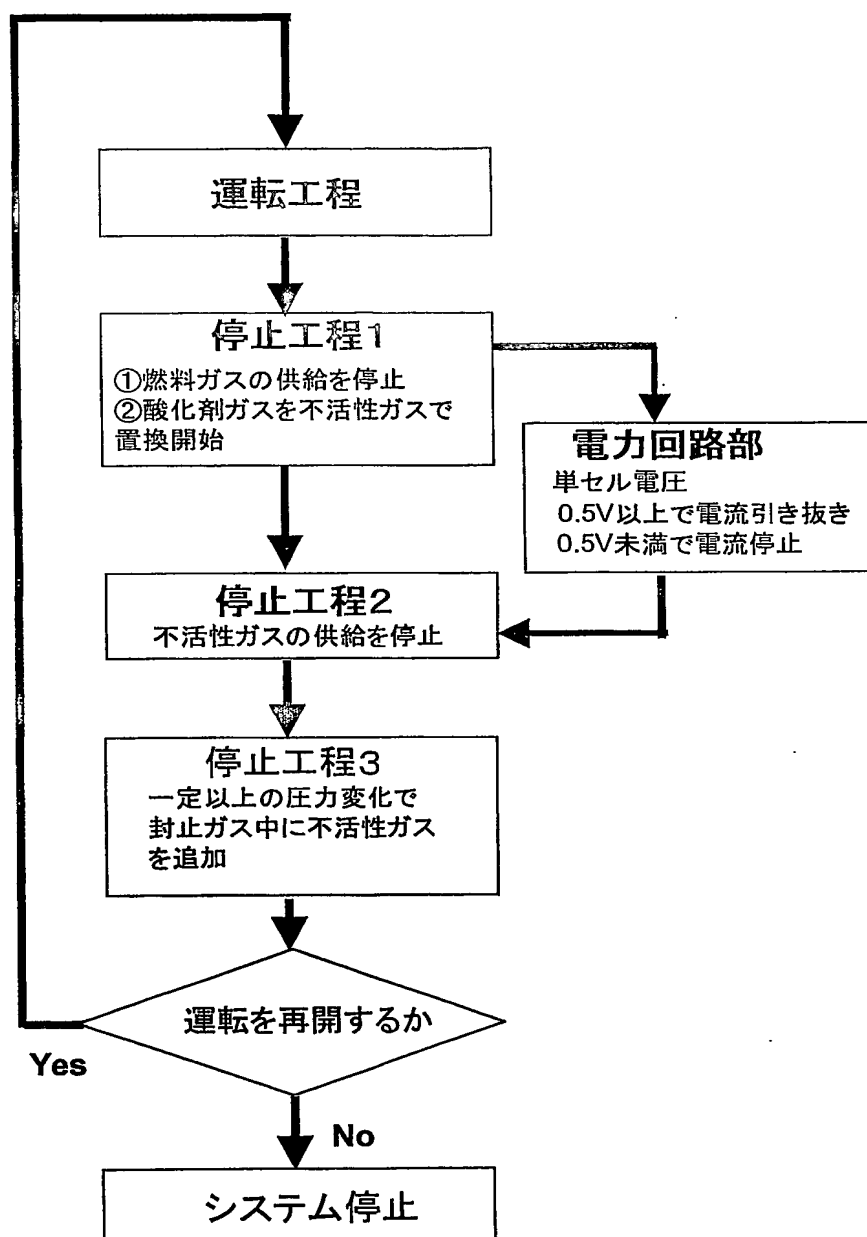 運転工程
停止工程1
①燃料ガスの供給を停止
②酸化剤ガスを不活性ガスで
置換開始
電力回路部
単セル電圧
0.5V以上で電流引き抜き
0.5V未満で電流停止
停止工程2
不活性ガスの供給を停止
停止工程3
一定以上の圧力変化で
封止ガス中に不活性ガス
を追加
運転を再開するか
Yes
No
システム停止